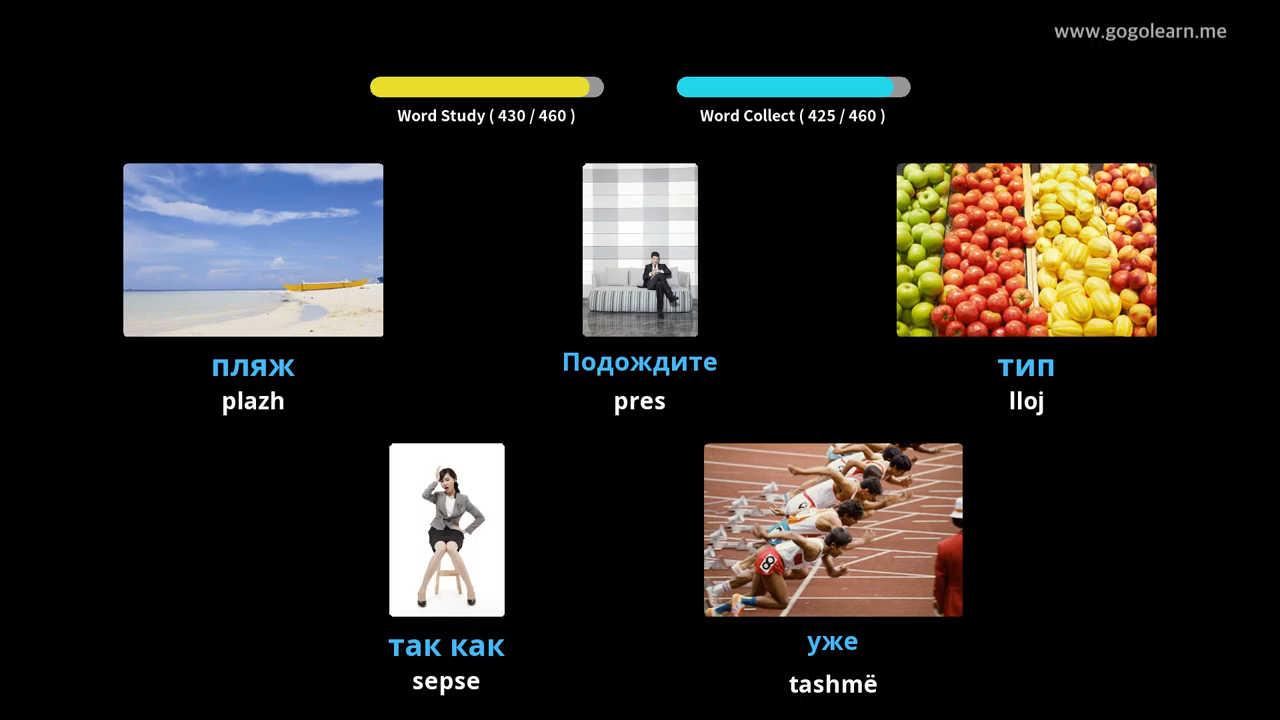 www.gogolearn.me
Word Study ( 430 / 460 )
Word Collect ( 425 / 460 )
пляж
plazh
Подождите
pres
тип
lloj
так как
sepse
уже
tashmë